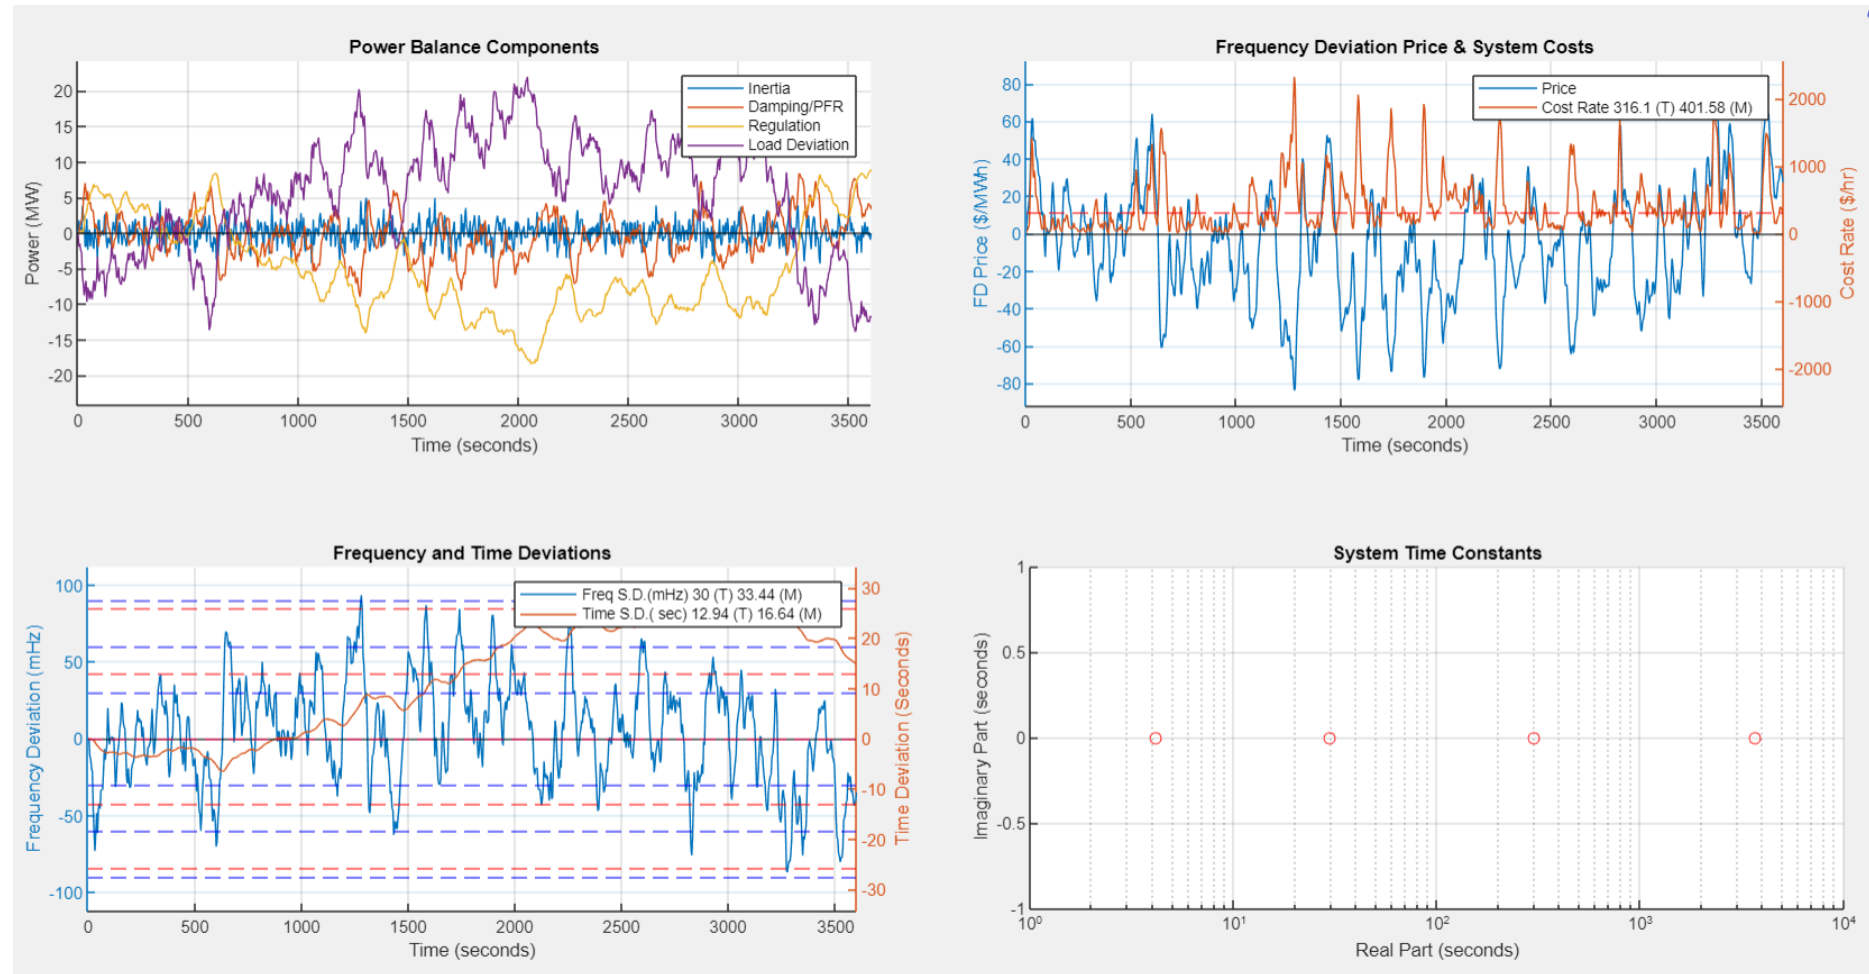 Power Balance Components
Inertia
Damping/PFR
Regulation
Load Deviation
Power (MW)
20
15
10
5
0
-5
-10
-15
-20
0 500 1000 1500 2000 2500 3000 3500
Time (seconds)
Frequency Deviation Price & System Costs
Price
Cost Rate 316.1 (T) 401.58 (M)
FD Price ($/MWh)
80
60
40
20
0
-20
-40
-60
-80
2000
1000
0
-1000
-2000
Cost Rate ($/hr)
0 500 1000 1500 2000 2500 3000 3500
Time (seconds)
Frequency and Time Deviations
Freq S.D.(mHz) 30 (T) 33.44 (M)
Time S.D.( sec) 12.94 (T) 16.64 (M)
Frequency Deviation (mHz)
100
50
0
-50
-100
30
20
10
0
-10
-20
-30
Time Deviation (Seconds)
0 500 1000 1500 2000 2500 3000 3500
Time (seconds)
System Time Constants
Imaginary Part (seconds)
1
0.5
0
-0.5
-1
10⁰ 10¹ 10² 10³ 10⁴
Real Part (seconds)